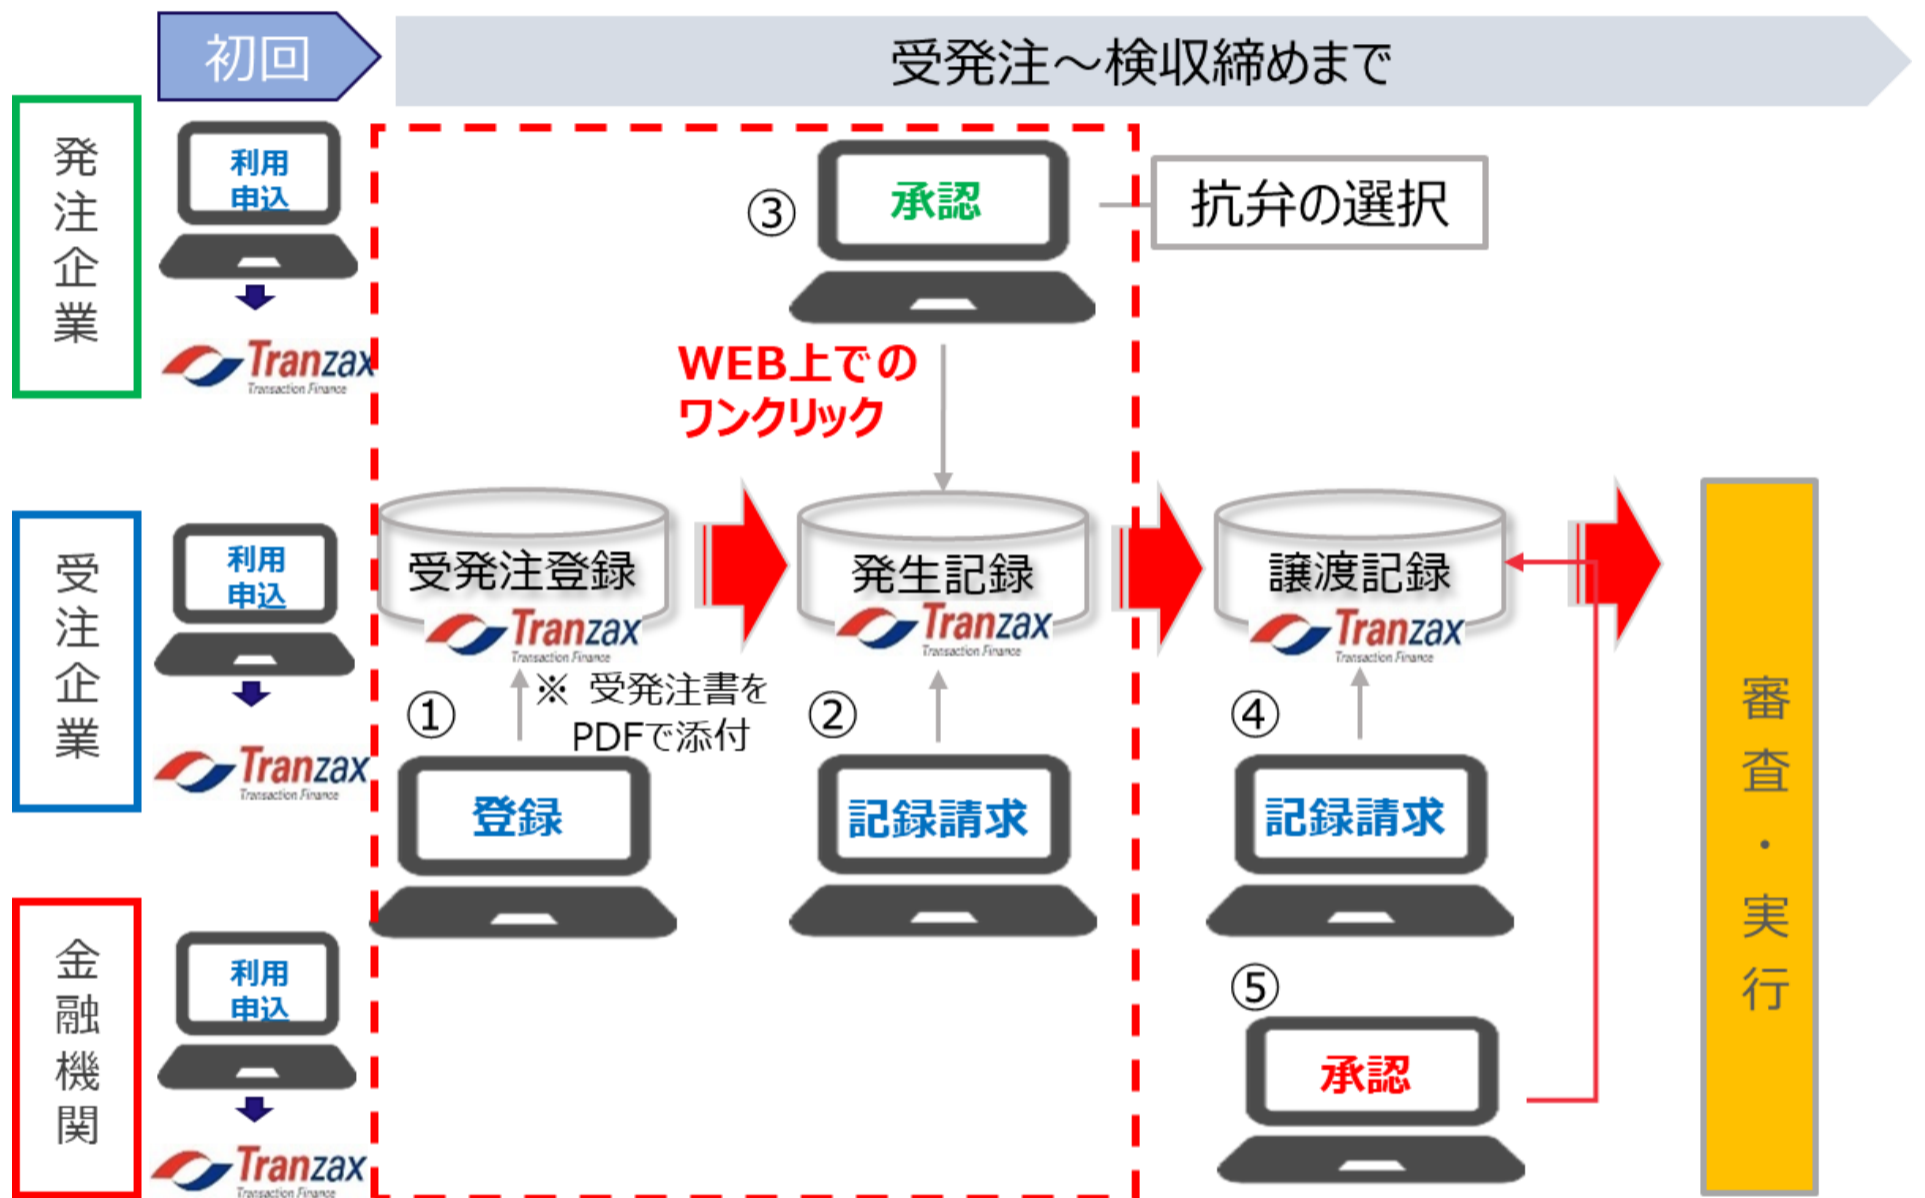 初回
受発注～検収締めまで
発注企業
利用
申込
Tranzax
Transaction Finance
③
承認
抗弁の選択
WEB上での
ワンクリック
受注企業
利用
申込
Tranzax
Transaction Finance
受発注登録
Tranzax
Transaction Finance
発生記録
Tranzax
Transaction Finance
譲渡記録
Tranzax
Transaction Finance
①
※ 受発注書を
PDFで添付
②
④
登録
記録請求
記録請求
審査・実行
金融機関
利用
申込
Tranzax
Transaction Finance
⑤
承認